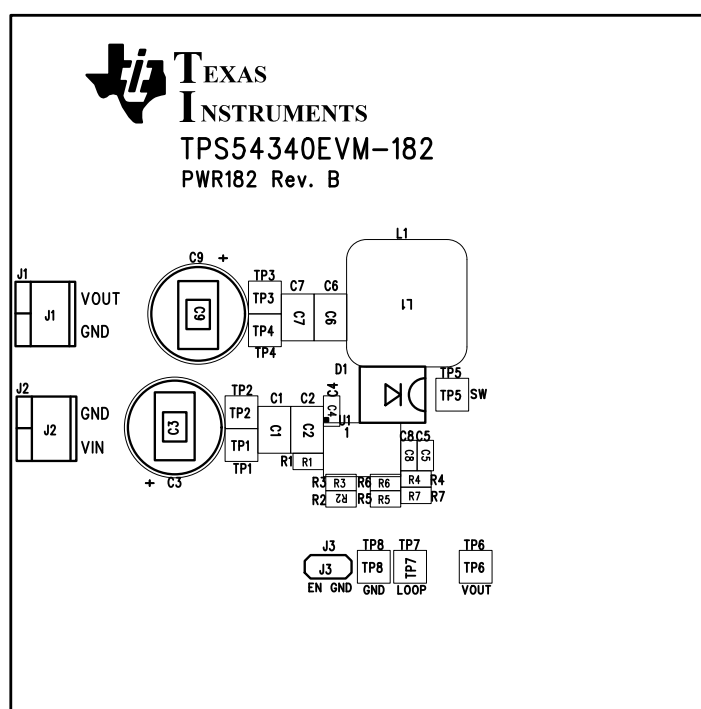 TEXAS
INSTRUMENTS
TPS54340EVM-182
PWR182 Rev. B
L1
L1
C9 +
C9
J1
J1
VOUT
GND
TP3
TP3
TP4
TP4
C7
C7
C6
C6
D1
TP5
TP5
SW
J2
J2
GND
VIN
C3
+ C3
TP2
TP2
TP1
TP1
C1
C1
C2
C2
C4
C4
U1
1
R1
R1
C8
C8
C5
C5
R3
R3
R6
R6
R4
R4
R2
R2
R5
R5
R7
R7
J3
J3
EN GND
TP8
TP8
GND
TP7
TP7
LOOP
TP6
TP6
VOUT